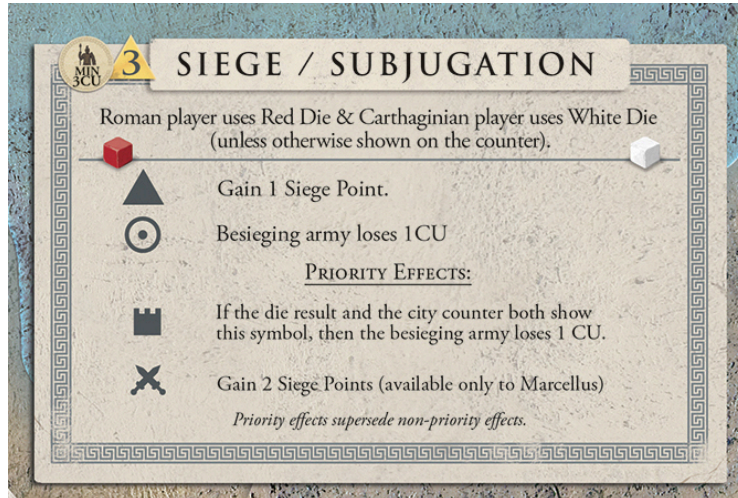 MIN
3CU
3
SIEGE / SUBJUGATION
Roman player uses Red Die & Carthaginian player uses White Die
(unless otherwise shown on the counter).
Gain 1 Siege Point.
Besieging army loses 1CU
PRIORITY EFFECTS:
If the die result and the city counter both show
this symbol, then the besieging army loses 1 CU.
Gain 2 Siege Points (available only to Marcellus)
Priority effects supersede non-priority effects.